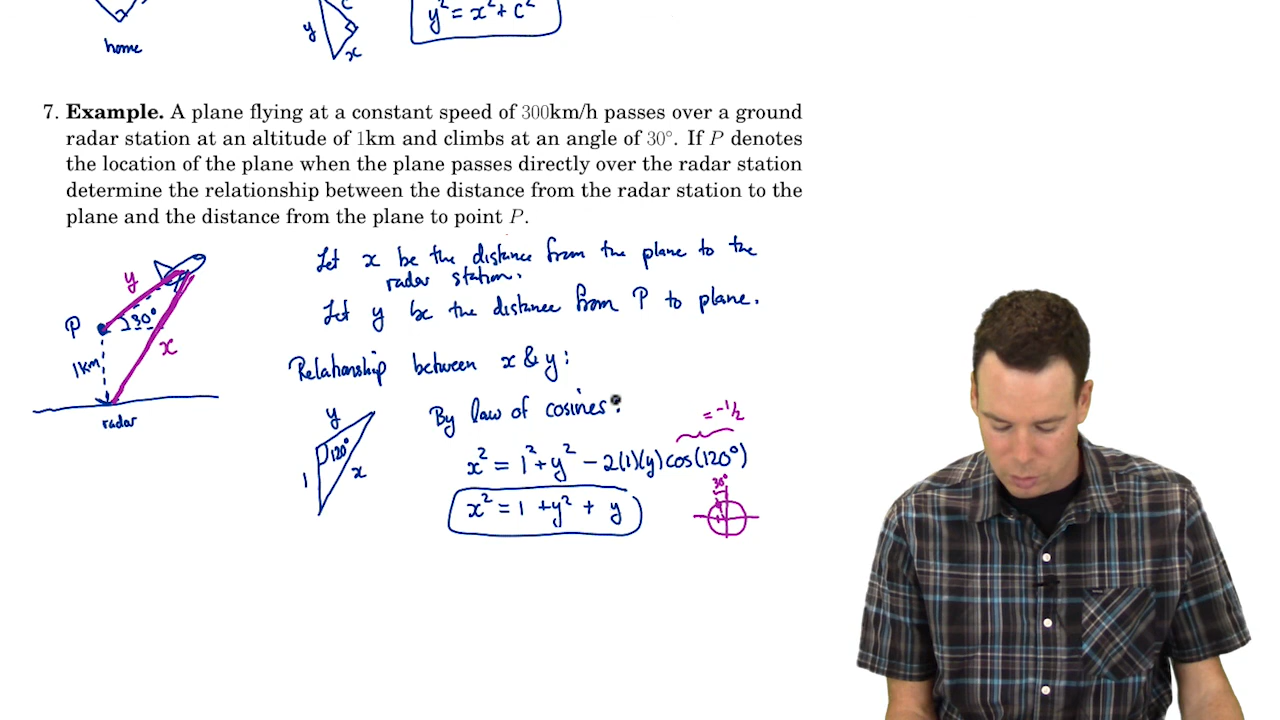 c
y
x
y² = x² + c²
home
7. Example. A plane flying at a constant speed of 300km/h passes over a ground
radar station at an altitude of 1km and climbs at an angle of 30°. If P denotes
the location of the plane when the plane passes directly over the radar station
determine the relationship between the distance from the radar station to the
plane and the distance from the plane to point P.
Let x be the distance from the plane to the
radar station.
Let y be the distance from P to plane.
y
P
30°
x
1km
radar
Relationship between x & y:
y
120°
1
x
By law of cosines:
= -1/2
x² = 1² + y² - 2(1)(y)cos(120°)
30°
x² = 1 + y² + y